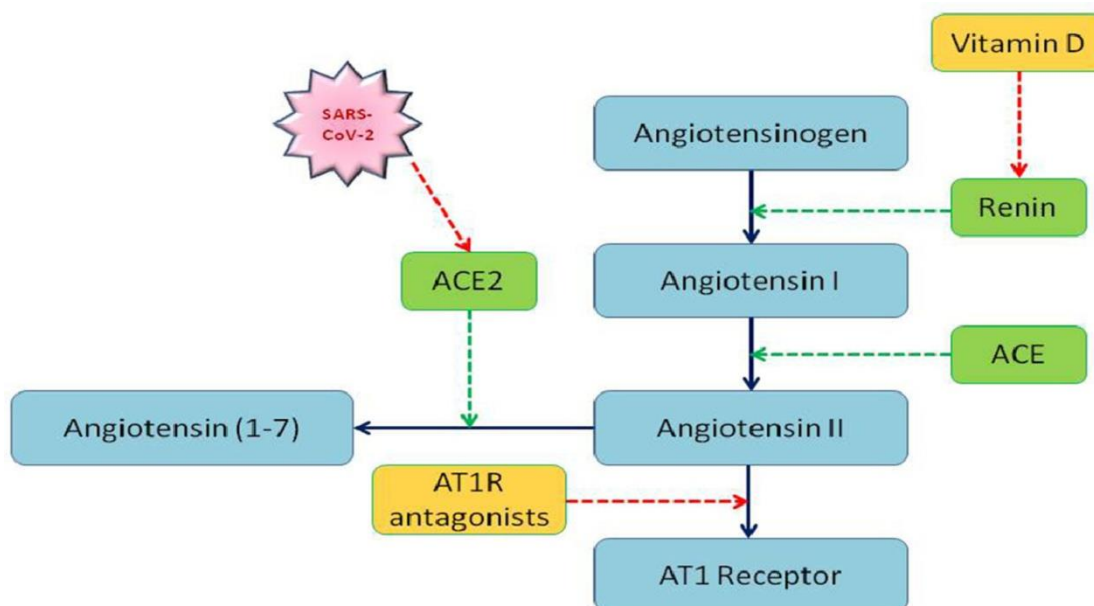 Vitamin D
SARS-
CoV-2
Angiotensinogen
Renin
ACE2
Angiotensin I
ACE
Angiotensin (1-7)
Angiotensin II
AT1R
antagonists
AT1 Receptor